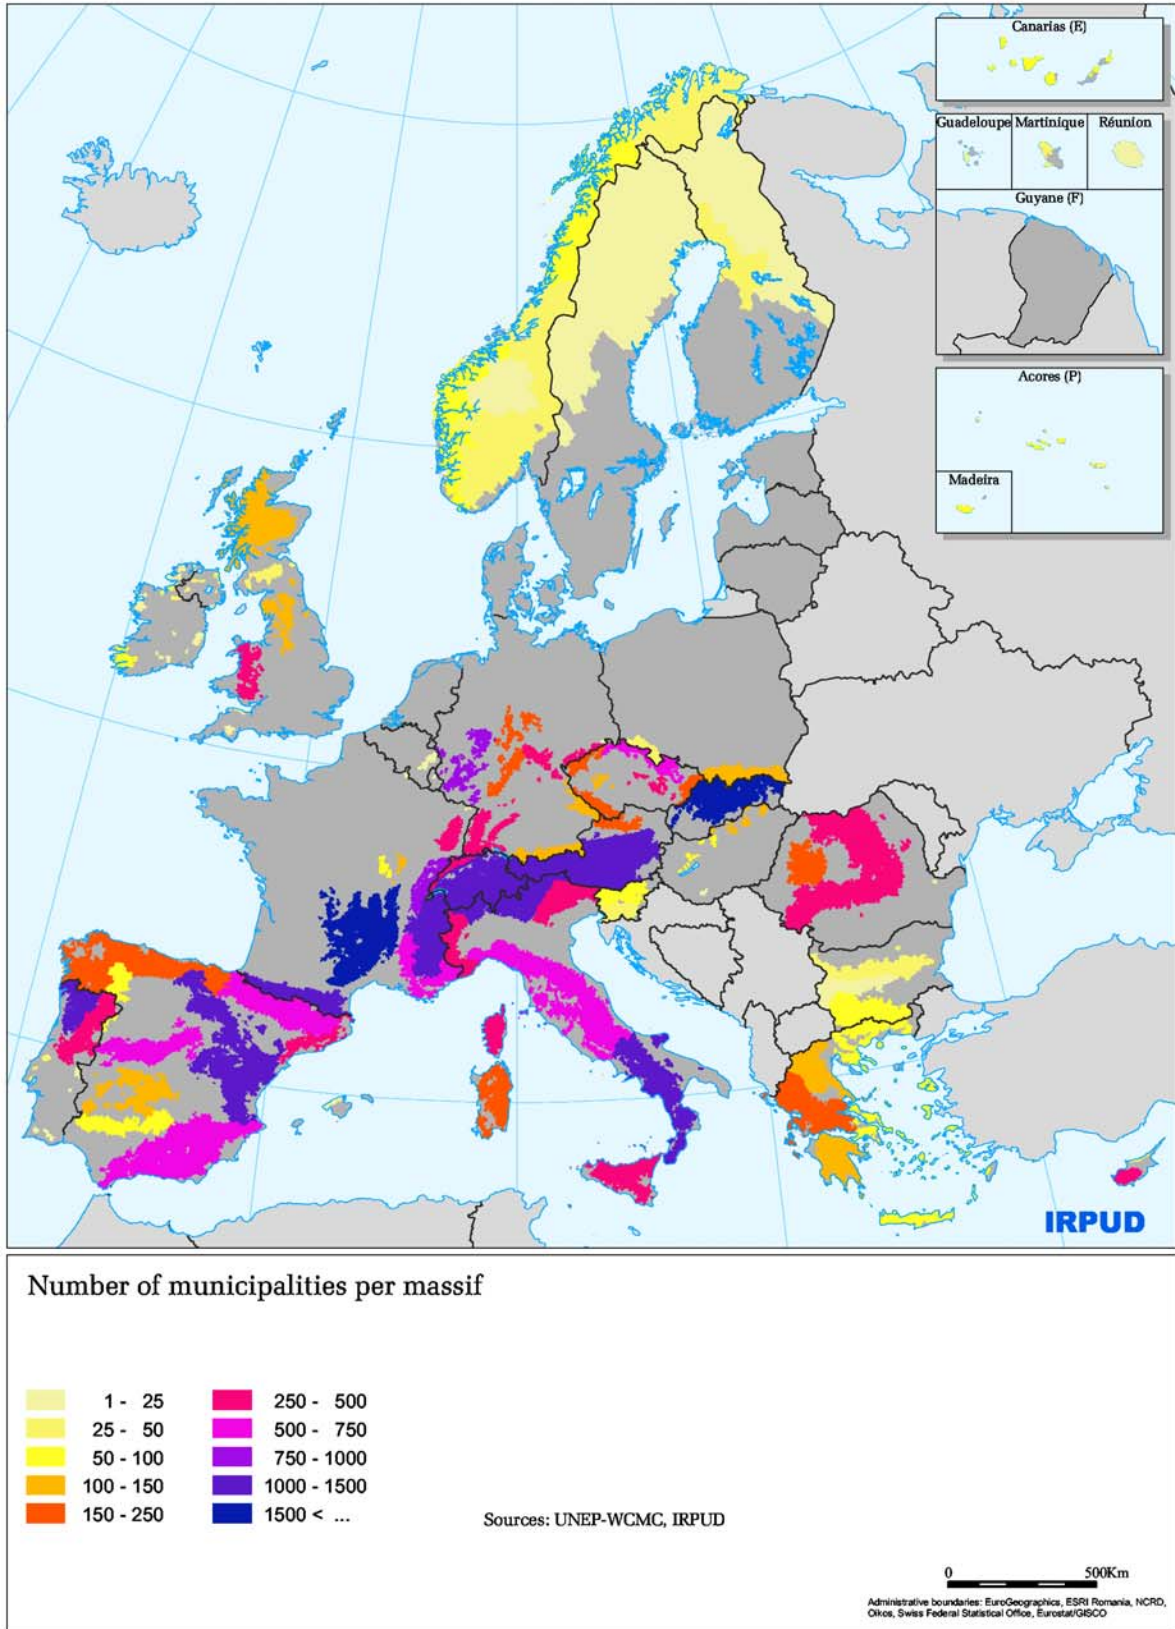 Canarias (E)
Guadeloupe
Martinique
Réunion
Guyane (F)
Acores (P)
Madeira
IRPUD
Number of municipalities per massif
1 - 25
25 - 50
50 - 100
100 - 150
150 - 250
250 - 500
500 - 750
750 - 1000
1000 - 1500
1500 < ...
Sources: UNEP-WCMC, IRPUD
0 500Km
Administrative boundaries: EuroGeographics, ESRI Romania, NCRD,
Oikos, Swiss Federal Statistical Office, Eurostat/GISCO